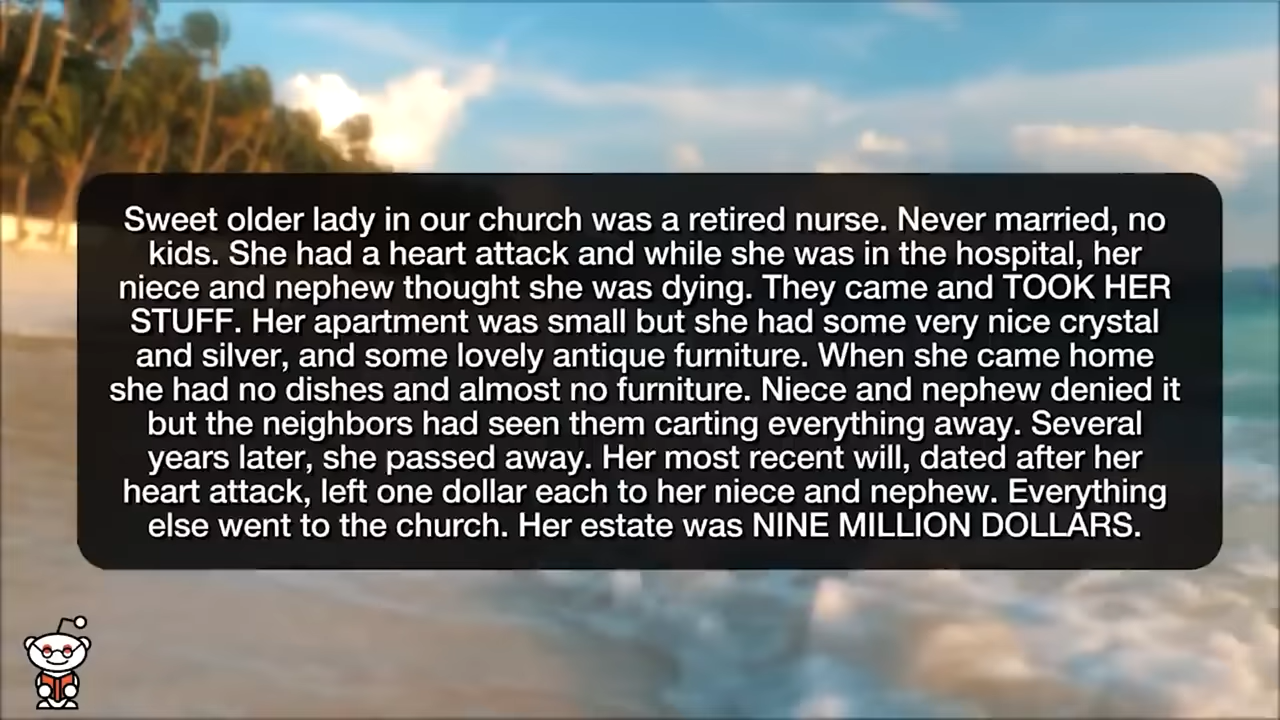 Sweet older lady in our church was a retired nurse. Never married, no
kids. She had a heart attack and while she was in the hospital, her
niece and nephew thought she was dying. They came and TOOK HER
STUFF. Her apartment was small but she had some very nice crystal
and silver, and some lovely antique furniture. When she came home
she had no dishes and almost no furniture. Niece and nephew denied it
but the neighbors had seen them carting everything away. Several
years later, she passed away. Her most recent will, dated after her
heart attack, left one dollar each to her niece and nephew. Everything
else went to the church. Her estate was NINE MILLION DOLLARS.